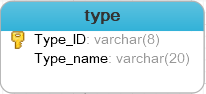 type
Type_ID: varchar(8)
Type_name: varchar(20)